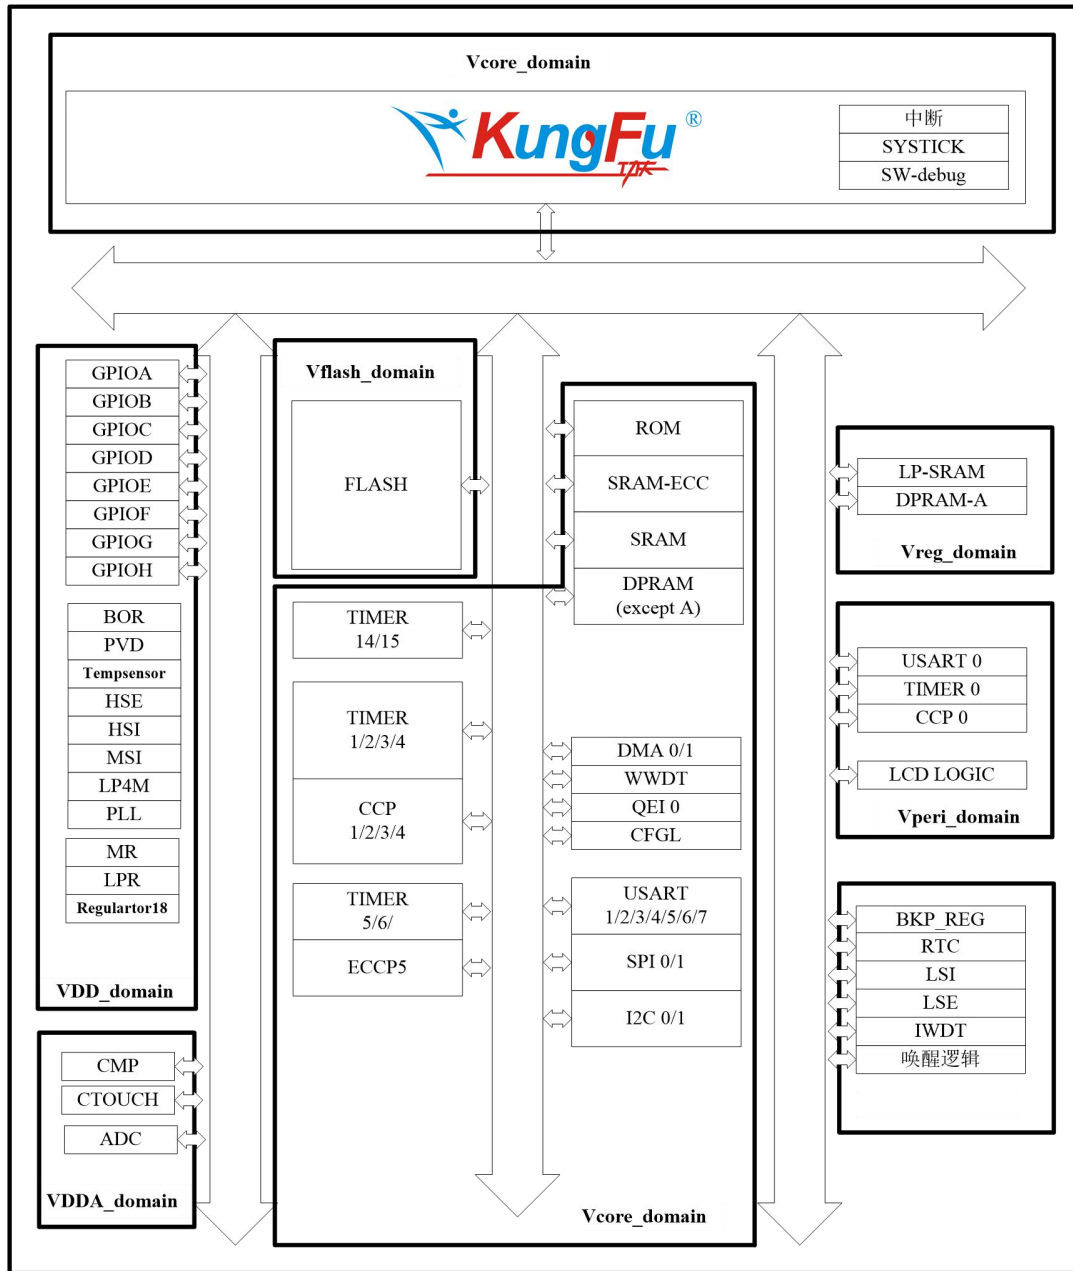 Vcore_domain
KungFu®
中断
SYSTICK
SW-debug
GPIOA
GPIOB
GPIOC
GPIOD
GPIOE
GPIOF
GPIOG
GPIOH
BOR
PVD
Tempsensor
HSE
HSI
MSI
LP4M
PLL
MR
LPR
Regulartor18
VDD_domain
CMP
CTOUCH
ADC
VDDA_domain
Vflash_domain
FLASH
TIMER
14/15
TIMER
1/2/3/4
CCP
1/2/3/4
TIMER
5/6/
ECCP5
ROM
SRAM-ECC
SRAM
DPRAM
(except A)
DMA 0/1
WWDT
QEI 0
CFGL
USART
1/2/3/4/5/6/7
SPI 0/1
I2C 0/1
Vcore_domain
LP-SRAM
DPRAM-A
Vreg_domain
USART 0
TIMER 0
CCP 0
LCD LOGIC
Vperi_domain
BKP_REG
RTC
LSI
LSE
IWDT
唤醒逻辑